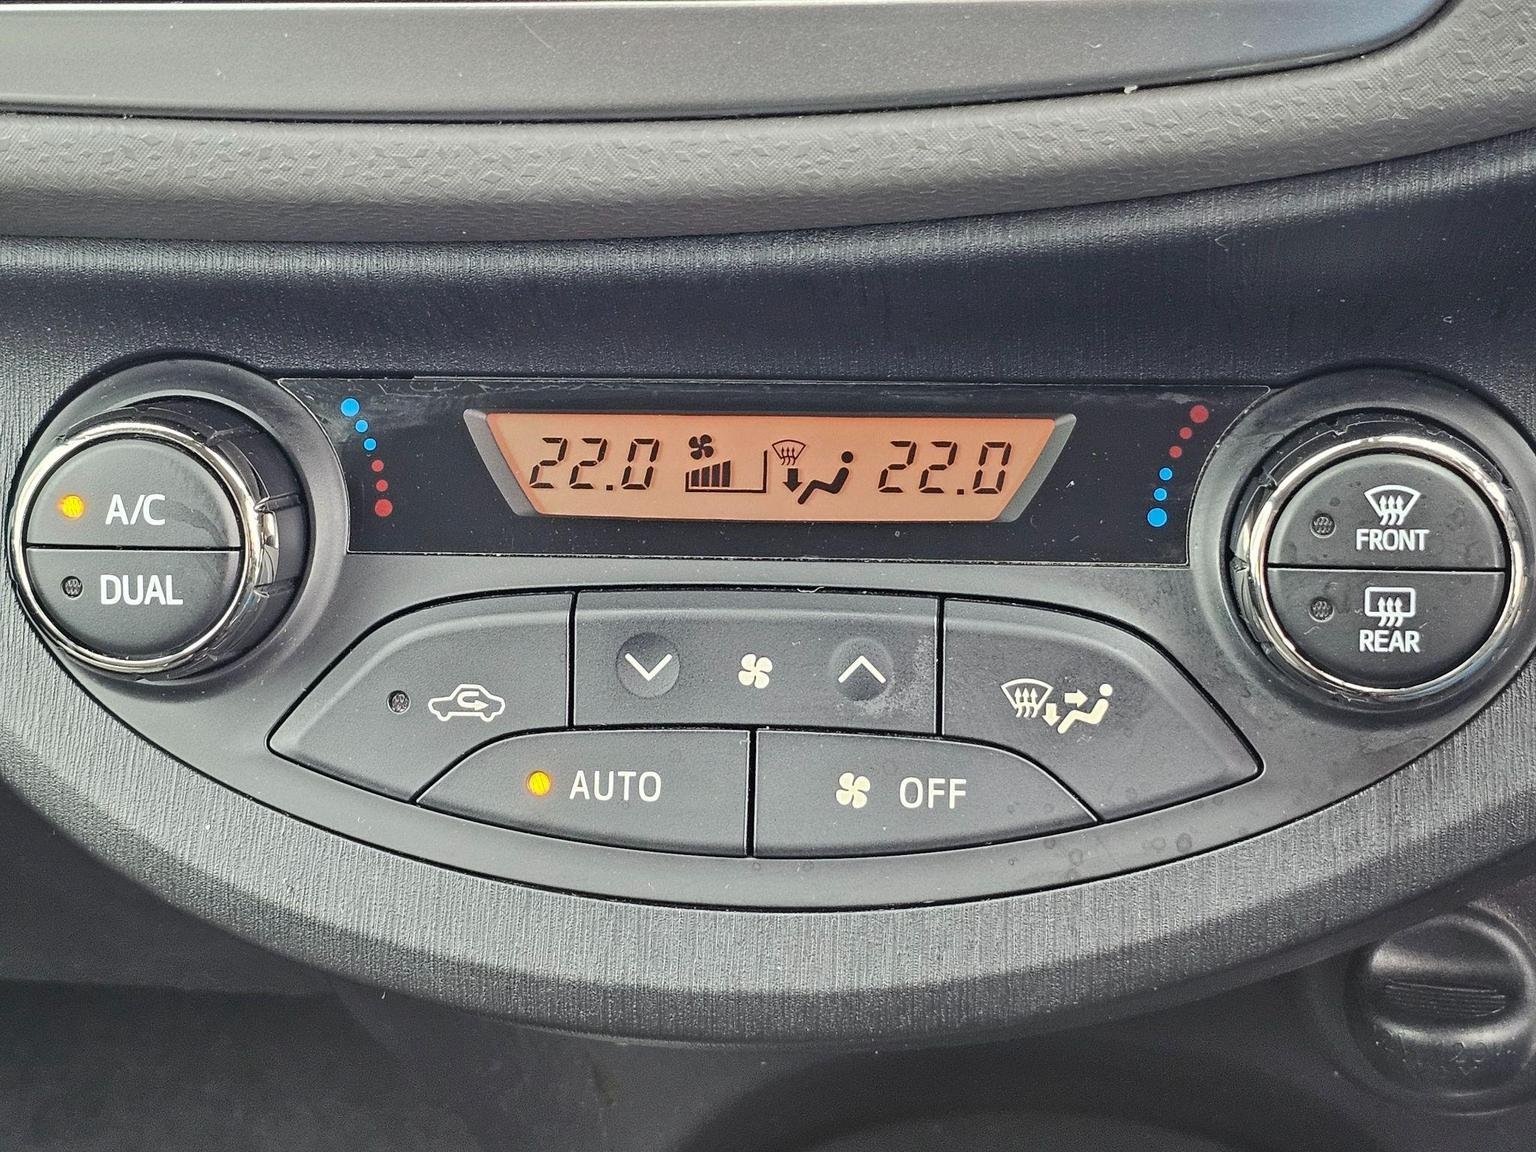 22.0 22.0
A/C
DUAL
FRONT
REAR
AUTO
OFF